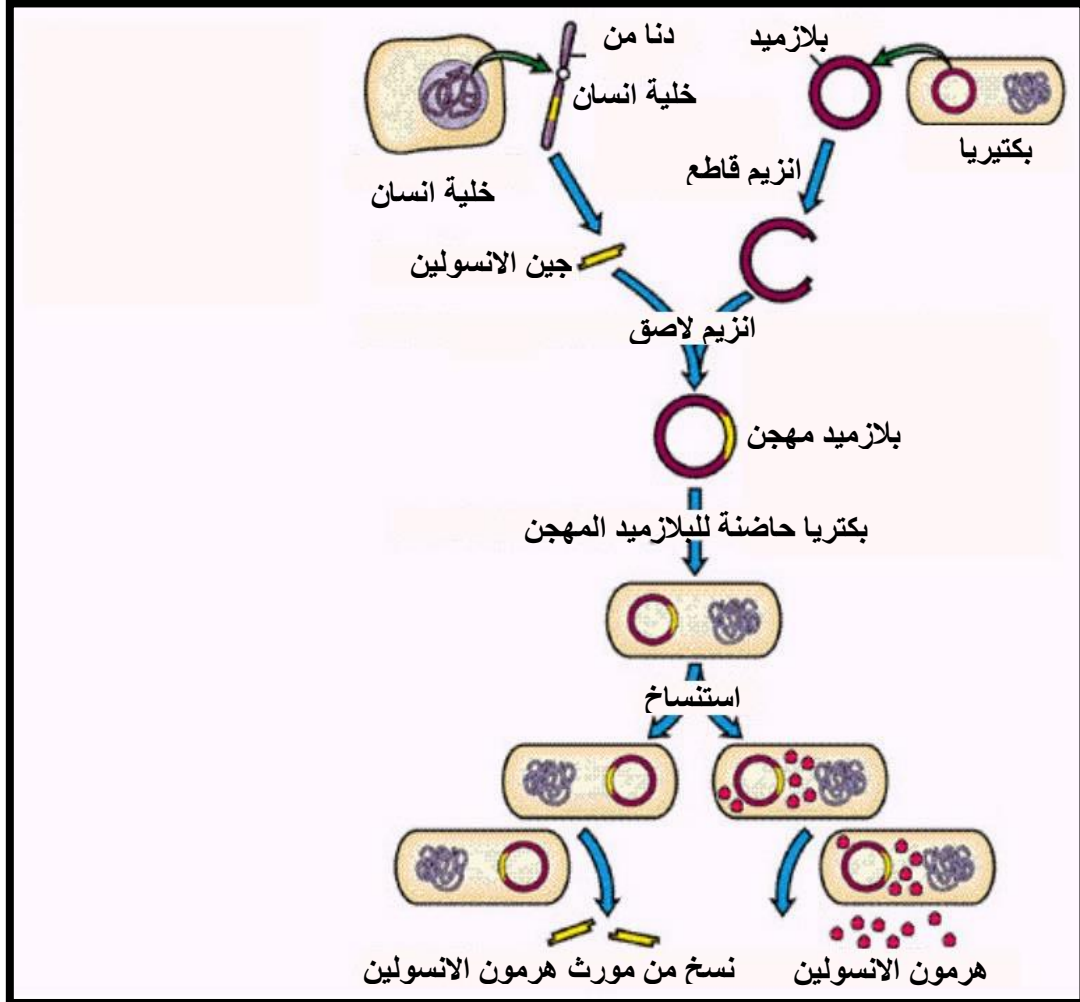 بلازميد
دنا من
خلية انسان
بكتيريا
انزيم قاطع
خلية انسان
جين الانسولين
انزيم لاصق
بلازميد مهجن
بكتريا حاضنة للبلازميد المهجن
استنساخ
هرمون الانسولين
نسخ من مورث هرمون الانسولين